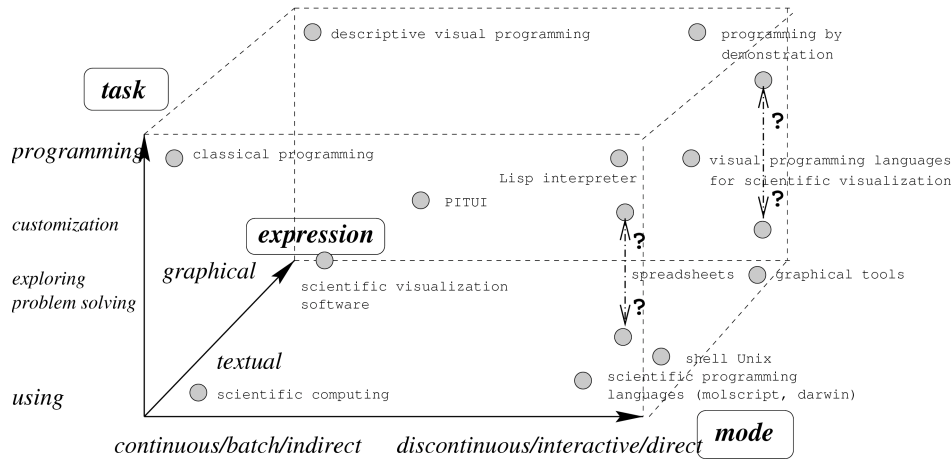 descriptive visual programming
programming by
demonstration
task
?
programming
classical programming
Lisp interpreter
visual programming languages
for scientific visualization
PITUI
?
customization
expression
?
graphical
exploring
problem solving
scientific visualization
software
spreadsheets
graphical tools
?
textual
shell Unix
using
scientific computing
scientific programming
languages (molscript, darwin)
continuous/batch/indirect
discontinuous/interactive/direct
mode